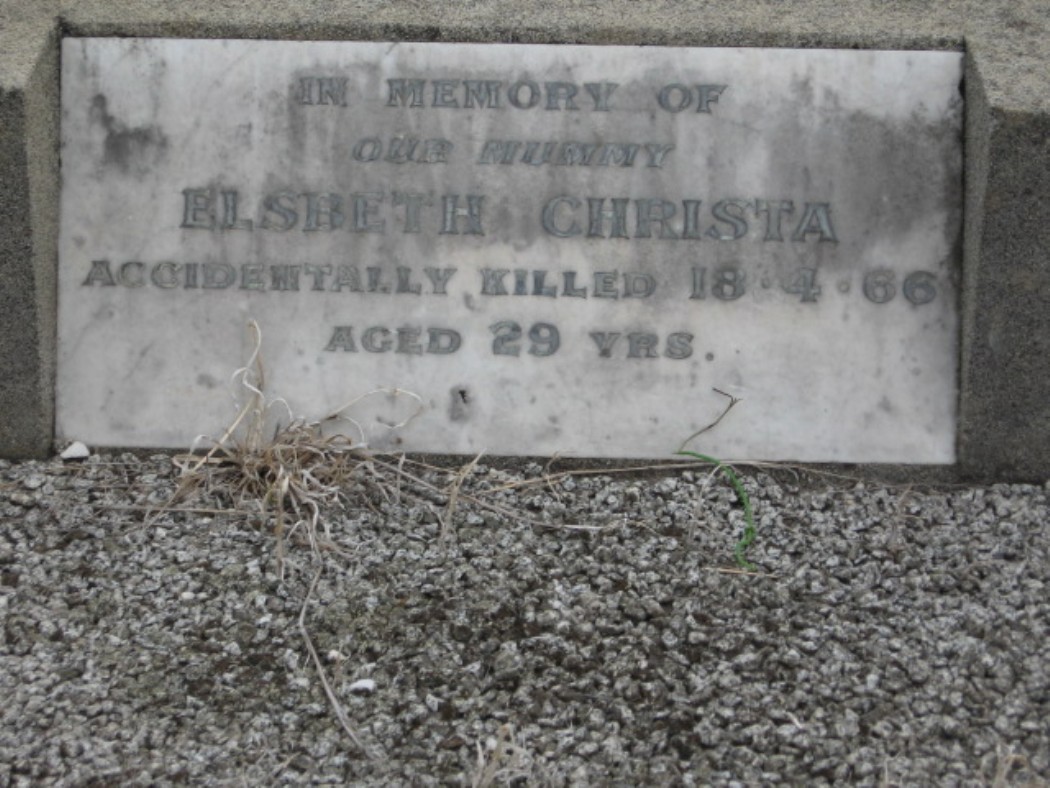 IN MEMORY OF
OUR MUMMY
ELSBETH CHRISTA
ACCIDENTALLY KILLED 18·4·66
AGED 29 YRS.